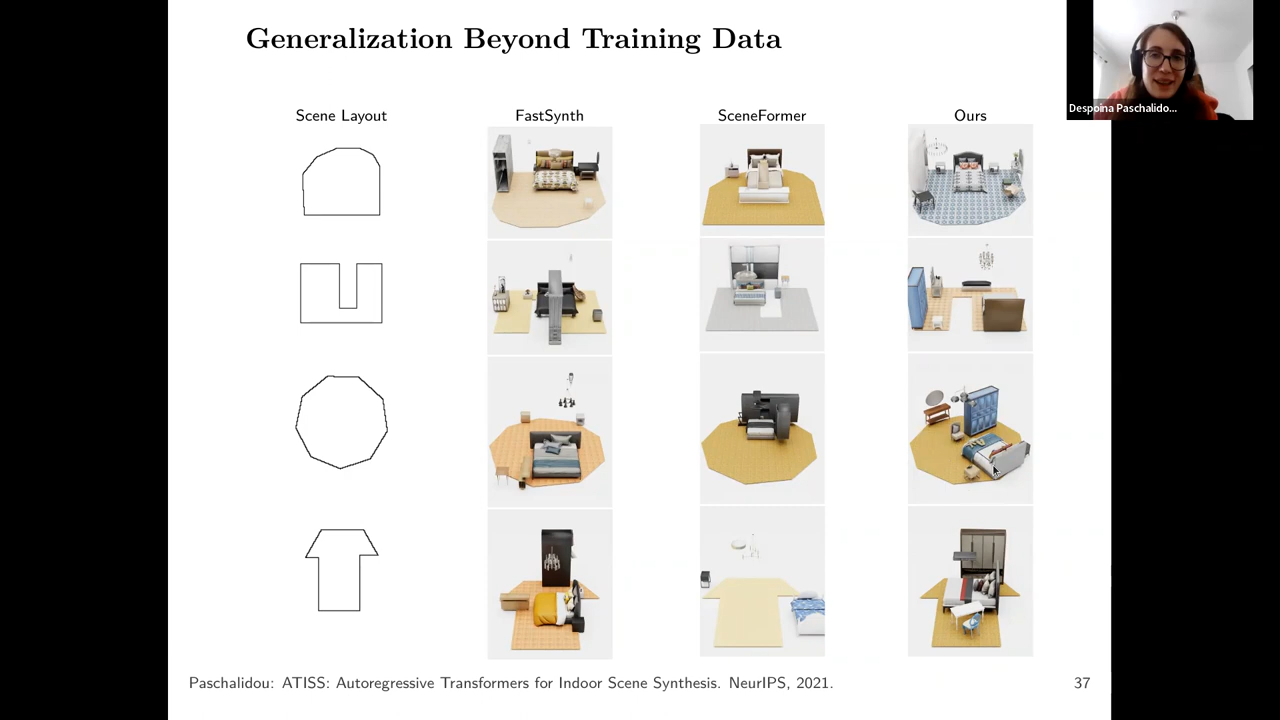 Generalization Beyond Training Data
Despoina Paschalido...
Scene Layout
FastSynth
SceneFormer
Ours
Paschalidou: ATISS: Autoregressive Transformers for Indoor Scene Synthesis. NeurIPS, 2021.
37